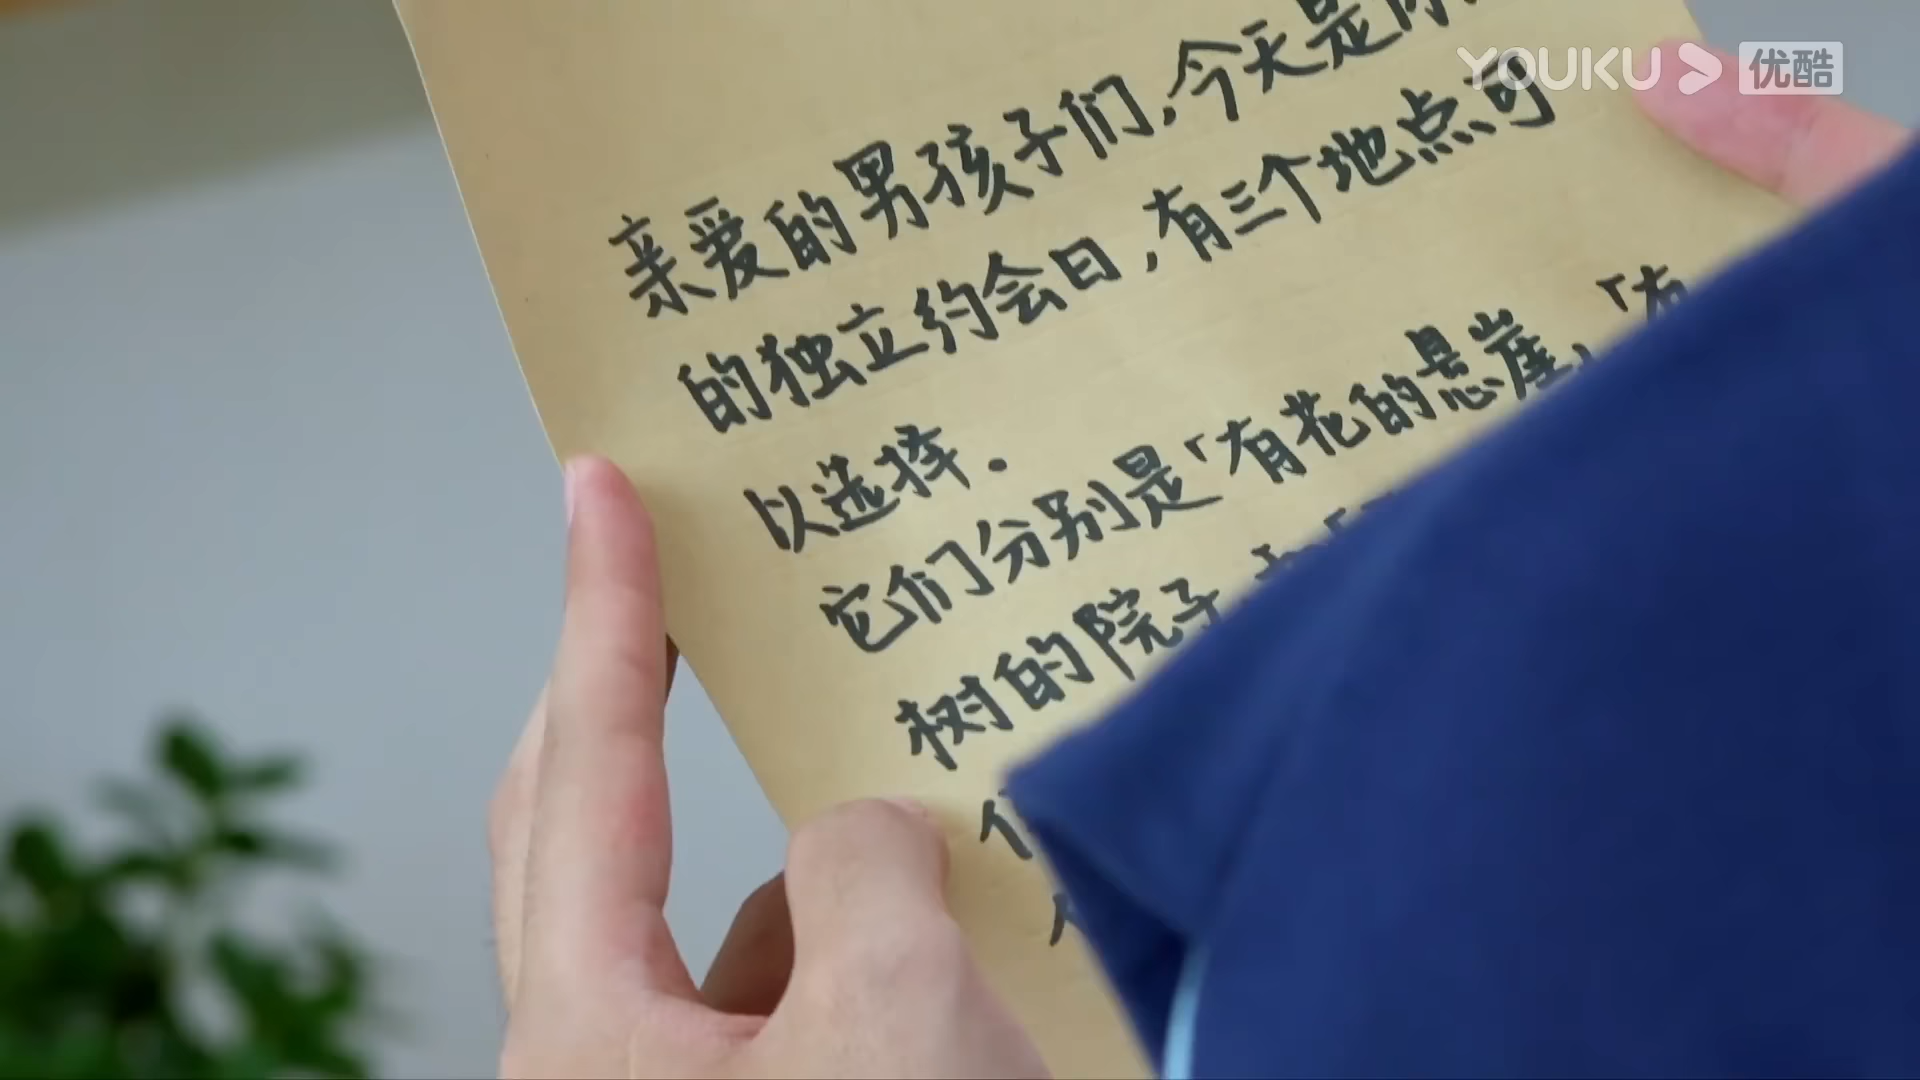 YOUKU 优酷
亲爱的男孩子们,今天是
的独立约会日,有三个地点可
以选择.
它们分别是「有花的悬崖」「有
树的院子